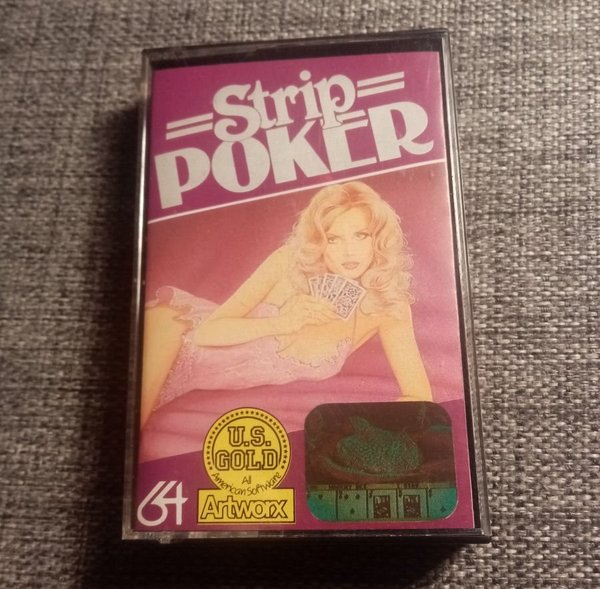 Strip
POKER
U.S.
GOLD
All
American Software
Artworx
64